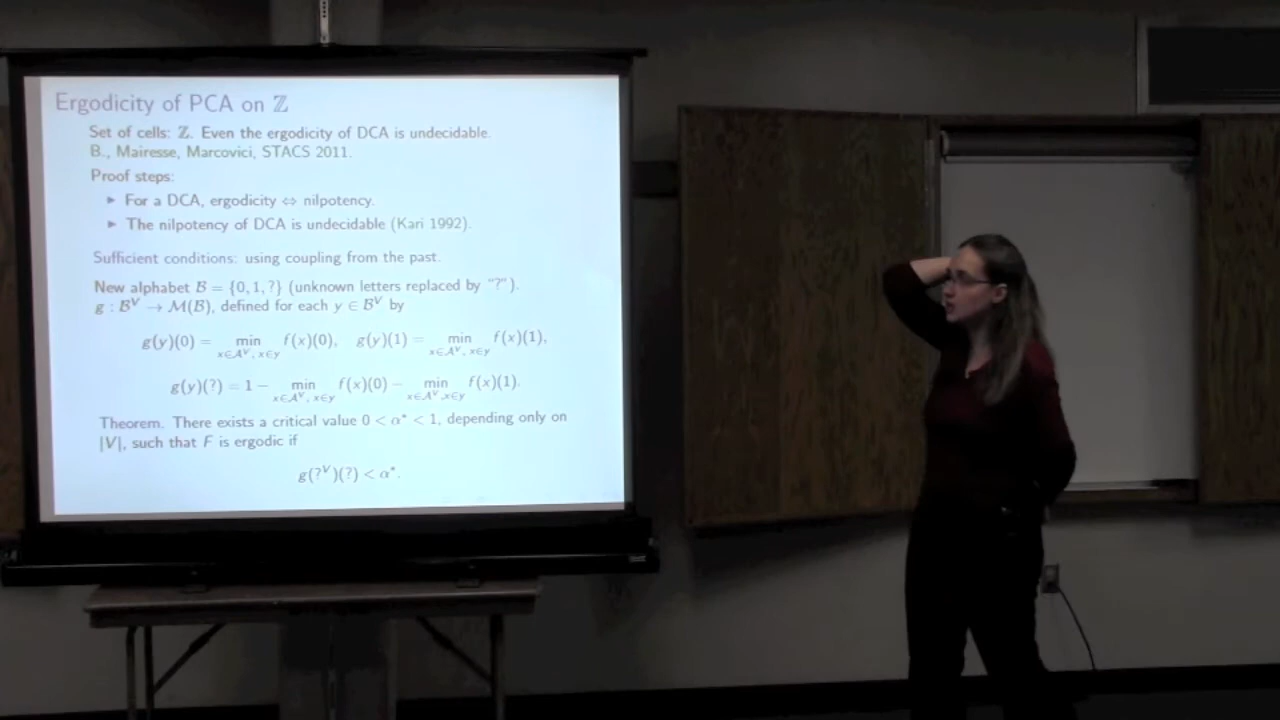 Ergodicity of PCA on ℤ
Set of cells: ℤ. Even the ergodicity of DCA is undecidable.
B., Mairesse, Marcovici, STACS 2011.
Proof steps:
► For a DCA, ergodicity ⇔ nilpotency.
► The nilpotency of DCA is undecidable (Kari 1992).
Sufficient conditions: using coupling from the past.
New alphabet ℬ = {0, 1, ?} (unknown letters replaced by "?").
g : ℬ^V → ℳ(ℬ), defined for each y ∈ ℬ^V by
g(y)(0) = min_{x∈𝒜^V, x∈y} f(x)(0), g(y)(1) = min_{x∈𝒜^V, x∈y} f(x)(1),
g(y)(?) = 1 − min_{x∈𝒜^V, x∈y} f(x)(0) − min_{x∈𝒜^V, x∈y} f(x)(1).
Theorem. There exists a critical value 0 < α* < 1, depending only on
|V|, such that F is ergodic if
g(?^V)(?) < α*.